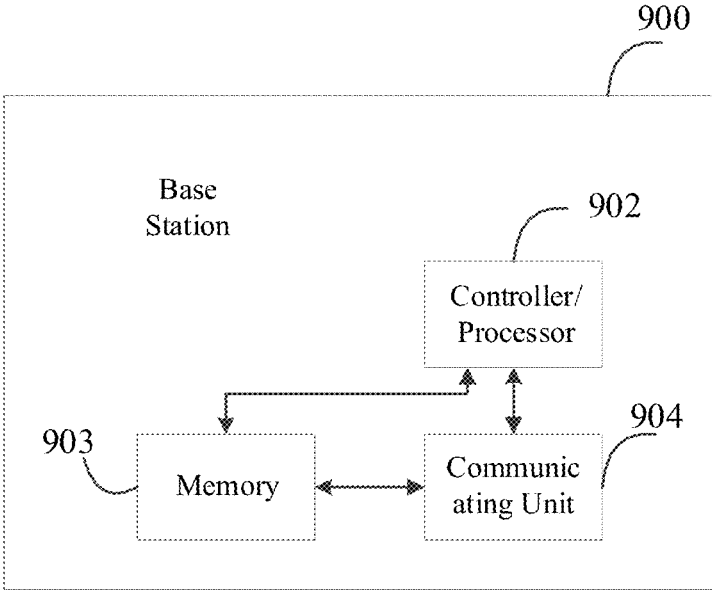 900
Base
Station
902
Controller/
Processor
903
904
Memory
Communic
ating Unit